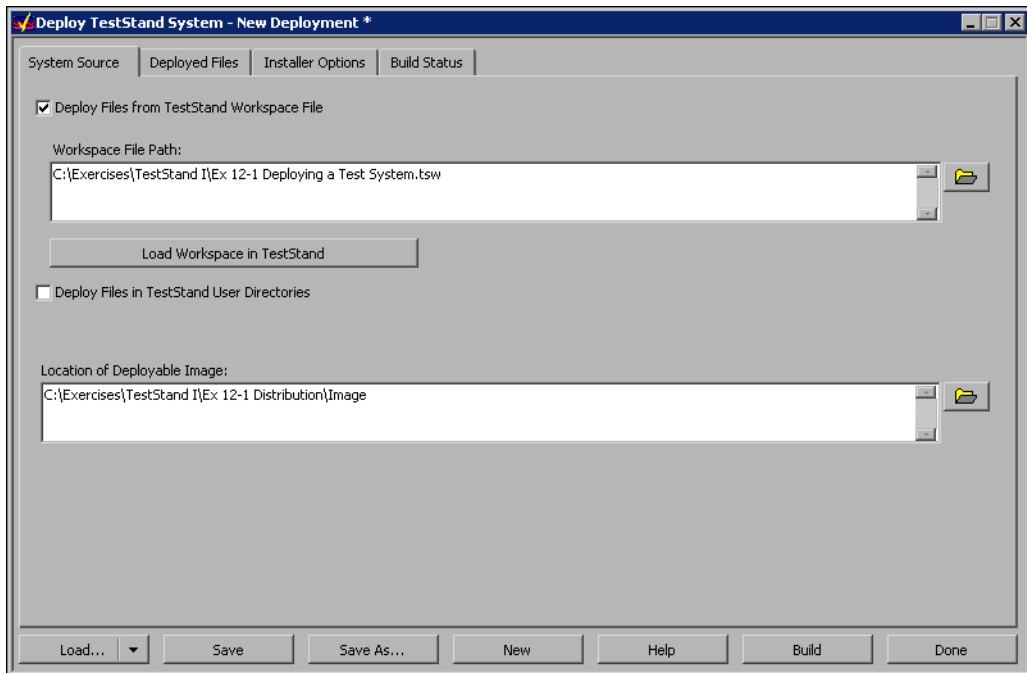 Deploy TestStand System - New Deployment *
System Source Deployed Files Installer Options Build Status
Deploy Files from TestStand Workspace File
Workspace File Path:
C:\Exercises\TestStand I\Ex 12-1 Deploying a Test System.tsw
Load Workspace in TestStand
Deploy Files in TestStand User Directories
Location of Deployable Image:
C:\Exercises\TestStand I\Ex 12-1 Distribution\Image
Load... Save Save As... New Help Build Done